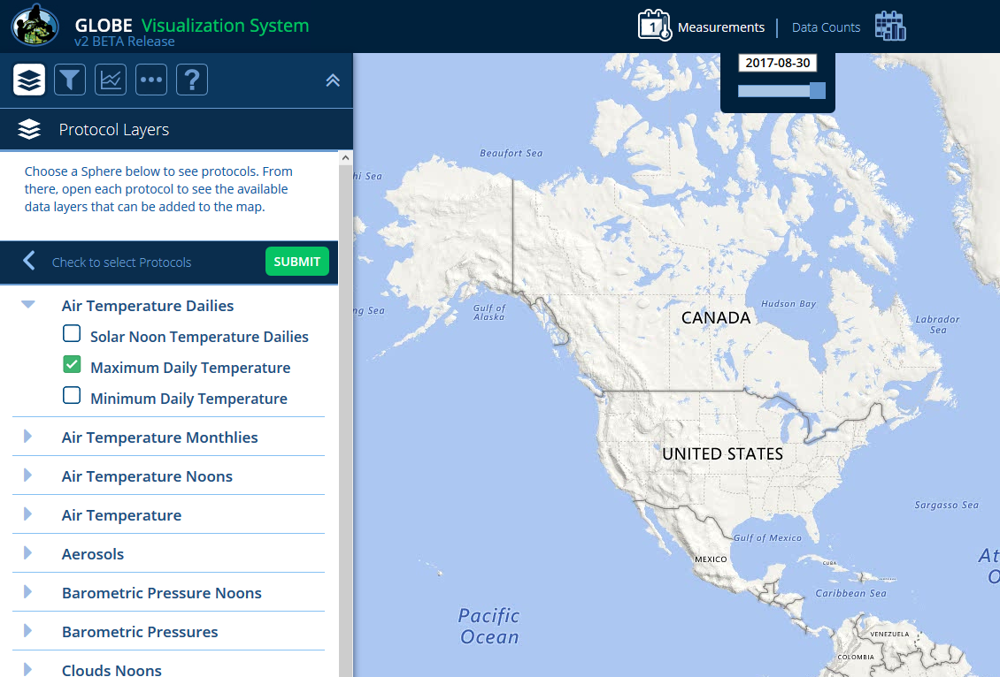 GLOBE Visualization System
v2 BETA Release
1
Measurements
Data Counts
?
2017-08-30
Protocol Layers
Choose a Sphere below to see protocols. From
there, open each protocol to see the available
data layers that can be added to the map.
Check to select Protocols
SUBMIT
Air Temperature Dailies
Solar Noon Temperature Dailies
Maximum Daily Temperature
Minimum Daily Temperature
Air Temperature Monthlies
Air Temperature Noons
Air Temperature
Aerosols
Barometric Pressure Noons
Barometric Pressures
Clouds Noons
Beaufort Sea
hi Sea
ng Sea
Gulf of
Alaska
CANADA
Hudson Bay
Labrador
Sea
UNITED STATES
Sargasso Sea
Gulf of Mexico
MEXICO
CUBA
At
O
Caribbean Sea
Pacific
Ocean
VENEZUELA
COLOMBIA